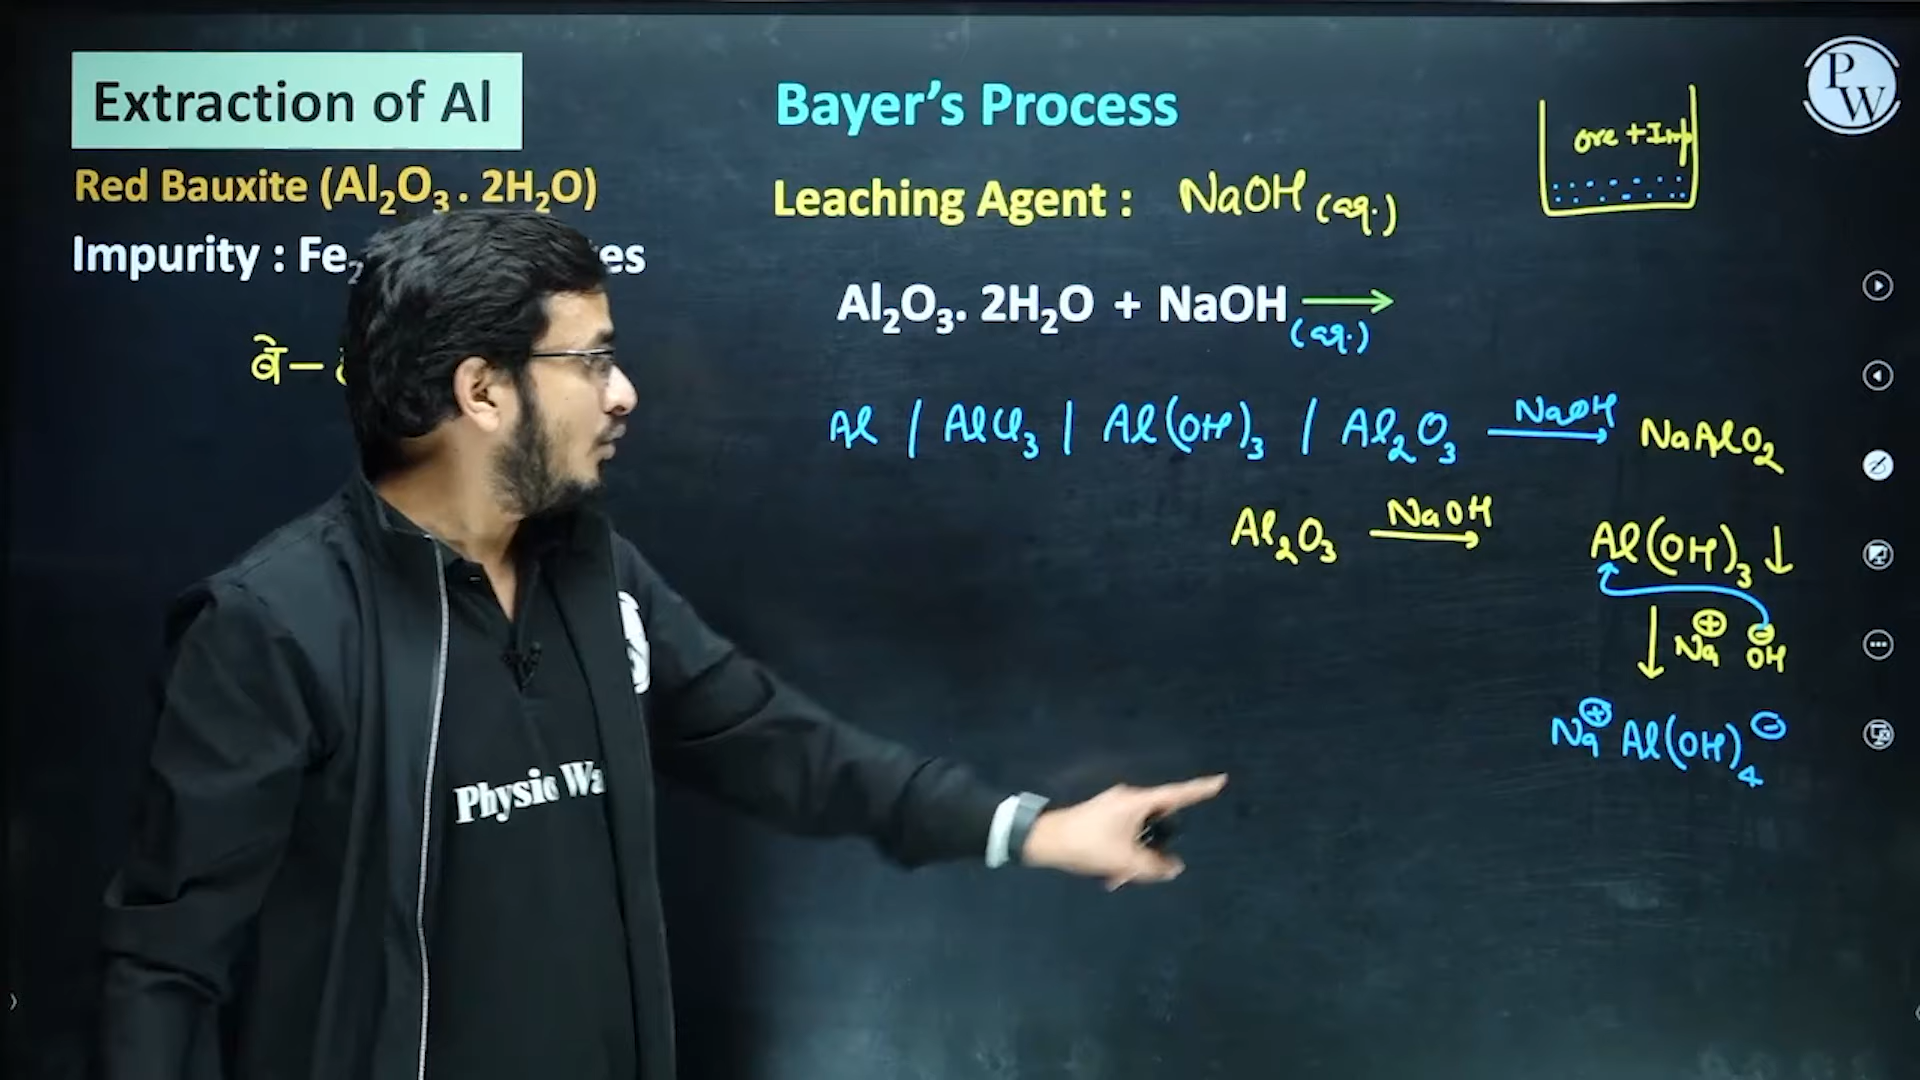 Extraction of Al
Red Bauxite (Al₂O₃ . 2H₂O)
Impurity : Fe₂ es
बे –
Bayer's Process
Leaching Agent : NaOH (aq.)
ore + Imp
PW
Al₂O₃. 2H₂O + NaOH →
(aq.)
Al | AlCl₃ | Al(OH)₃ | Al₂O₃ NaOH → NaAlO₂
Al₂O₃ NaOH → Al(OH)₃ ↓
↓ Na⊕ ⊖OH
Na⊕ Al(OH)₄⊖
Physic Wa